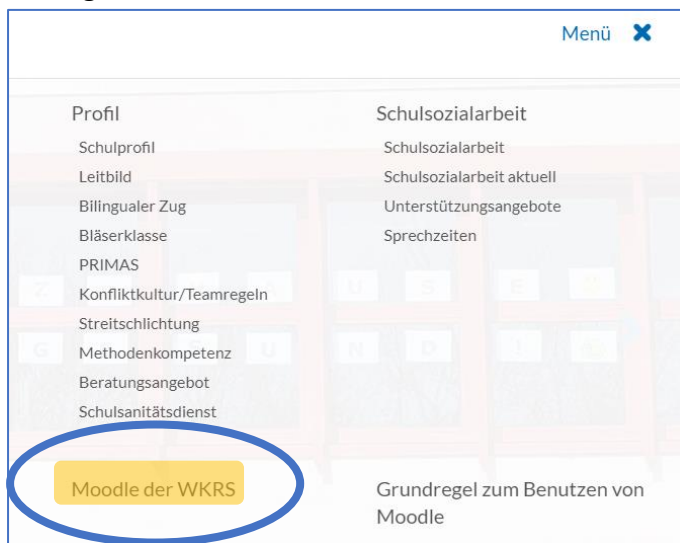 Menü
Profil
Schulprofil
Leitbild
Bilingualer Zug
Bläserklasse
PRIMAS
Konfliktkultur/Teamregeln
Streitschlichtung
Methodenkompetenz
Beratungsangebot
Schulsanitätsdienst
Schulsozialarbeit
Schulsozialarbeit
Schulsozialarbeit aktuell
Unterstützungsangebote
Sprechzeiten
Moodle der WKRS
Grundregel zum Benutzen von
Moodle